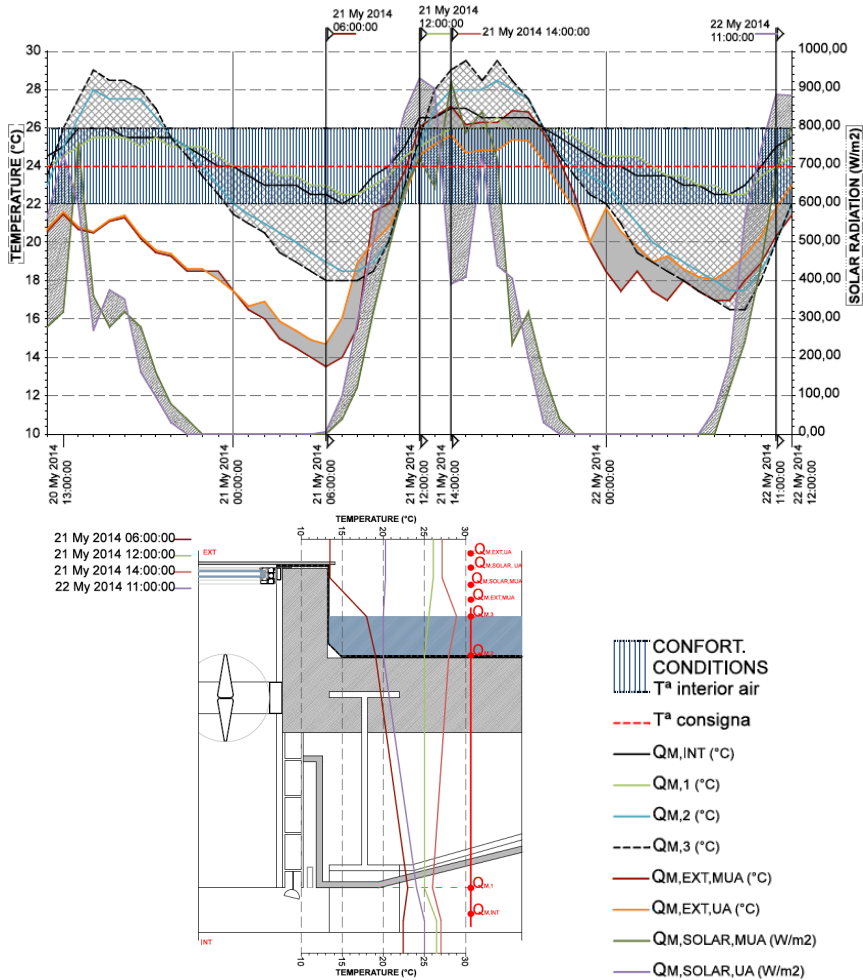 21 My 2014
06:00:00
21 My 2014
12:00:00
21 My 2014 14:00:00
22 My 2014
11:00:00
TEMPERATURE (°C)
30
28
26
24
22
20
18
16
14
12
10
1000,00
900,00
800,00
700,00
600,00
500,00
400,00
300,00
200,00
100,00
0,00
SOLAR RADIATION (W/m2)
20 My 2014
13:00:00
21 My 2014
00:00:00
21 My 2014
06:00:00
21 My 2014
12:00:00
21 My 2014
14:00:00
22 My 2014
00:00:00
22 My 2014
11:00:00
22 My 2014
12:00:00
21 My 2014 06:00:00
21 My 2014 12:00:00
21 My 2014 14:00:00
22 My 2014 11:00:00
TEMPERATURE (°C)
10 15 20 25 30
EXT
QM,EXT,UA
QM,SOLAR, UA
QM,SOLAR,MUA
QM,EXT,MUA
QM,3
QM,2
QM,1
QM,INT
INT
10 15 20 25 30
TEMPERATURE (°C)
CONFORT.
CONDITIONS
Tª interior air
Tª consigna
QM,INT (°C)
QM,1 (°C)
QM,2 (°C)
QM,3 (°C)
QM,EXT,MUA (°C)
QM,EXT,UA (°C)
QM,SOLAR,MUA (W/m2)
QM,SOLAR,UA (W/m2)